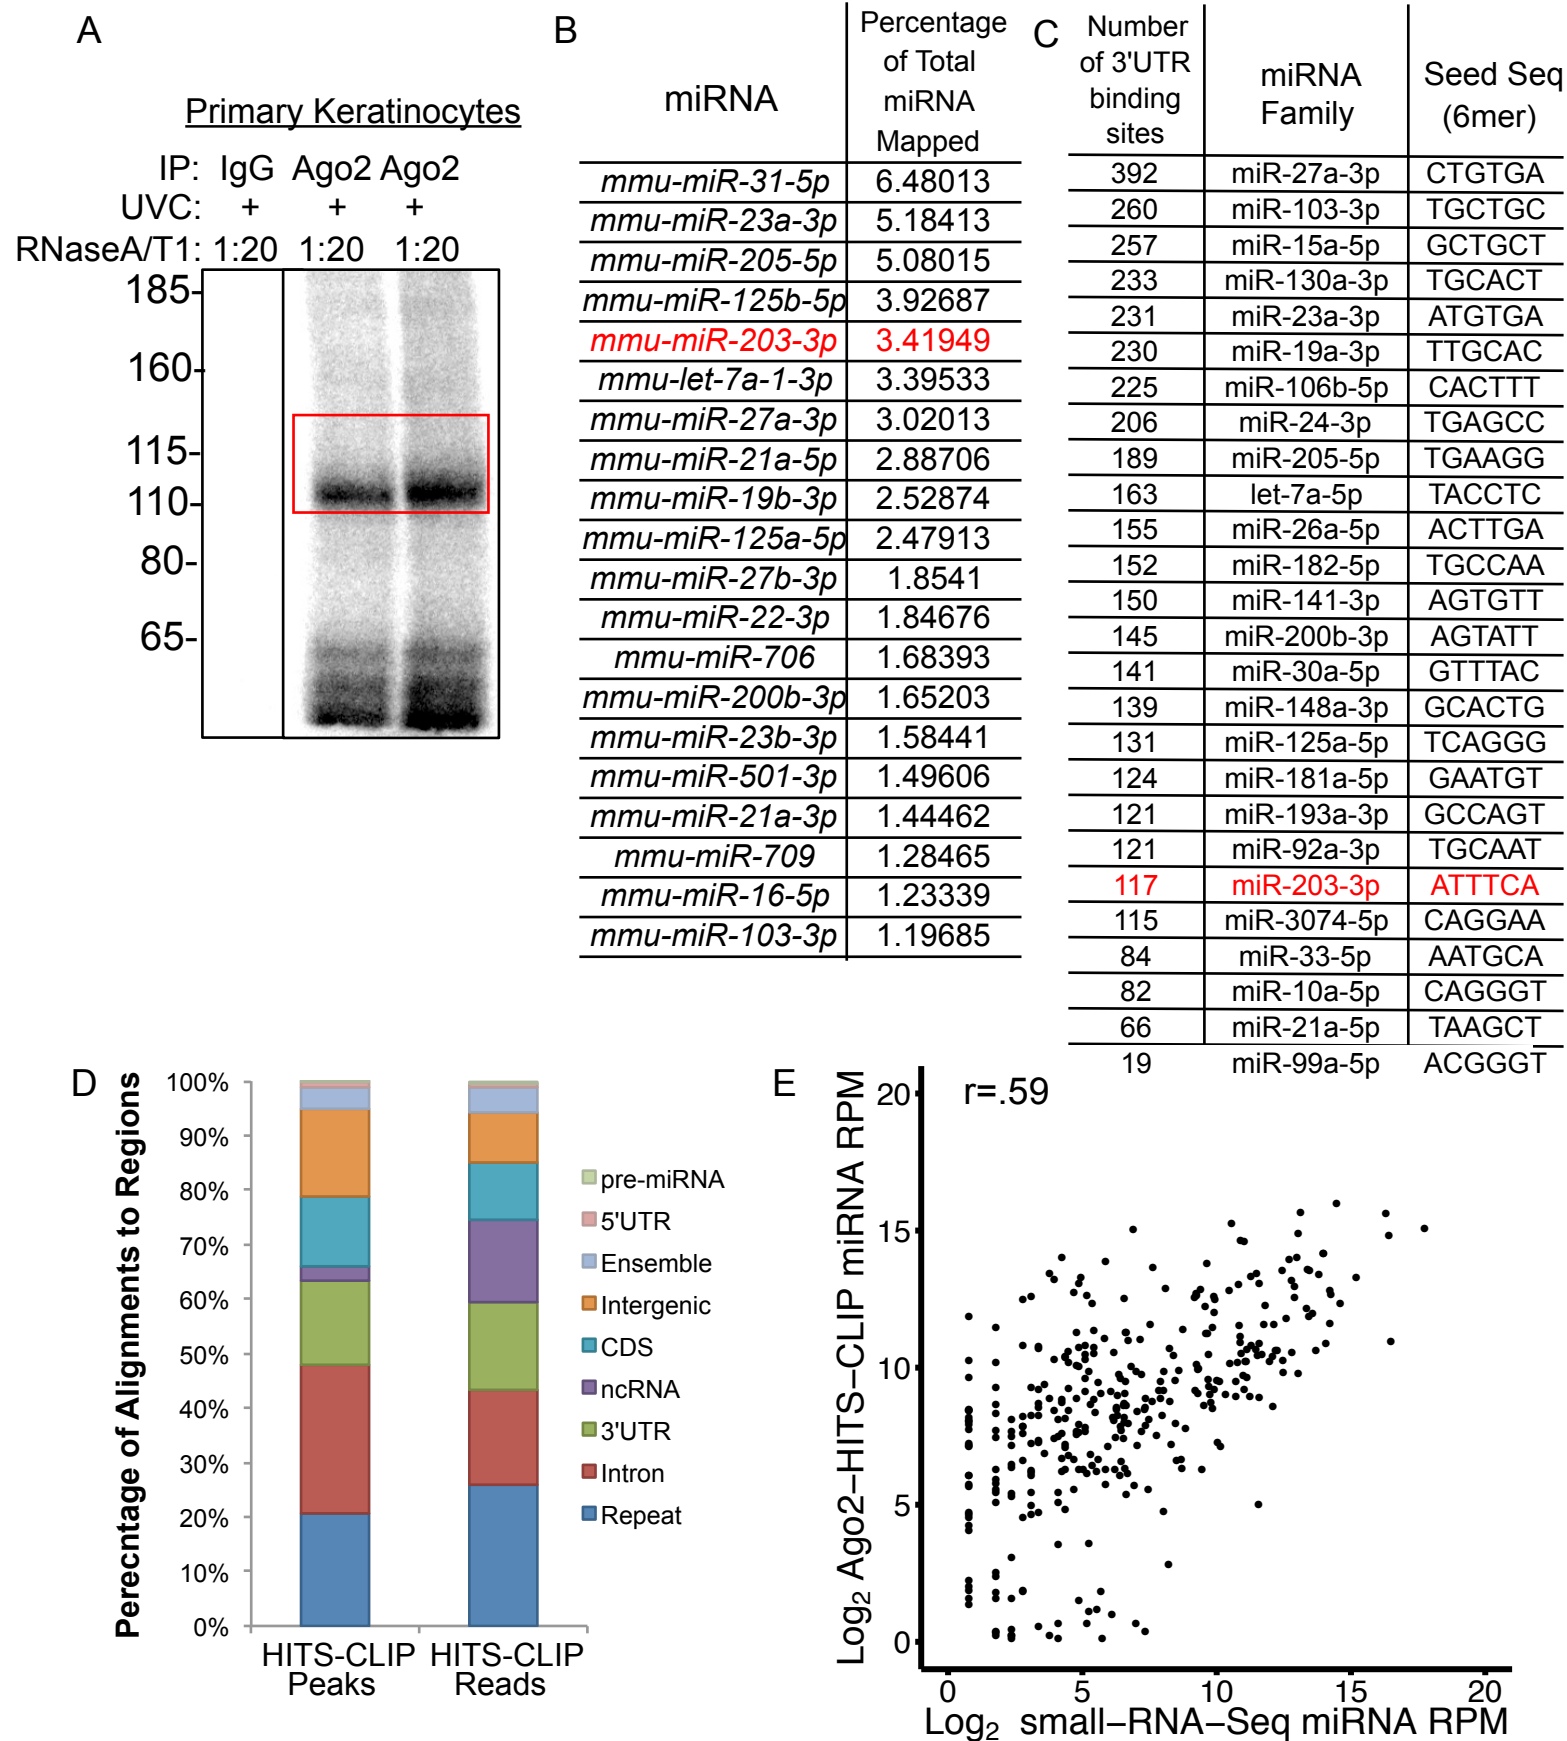 A
Primary Keratinocytes
IP: IgG Ago2 Ago2
UVC: + + +
RNaseA/T1: 1:20 1:20 1:20
185-
160-
115-
110-
80-
65-
B
miRNA
Percentage
of Total
miRNA
Mapped
mmu-miR-31-5p 6.48013
mmu-miR-23a-3p 5.18413
mmu-miR-205-5p 5.08015
mmu-miR-125b-5p 3.92687
mmu-miR-203-3p 3.41949
mmu-let-7a-1-3p 3.39533
mmu-miR-27a-3p 3.02013
mmu-miR-21a-5p 2.88706
mmu-miR-19b-3p 2.52874
mmu-miR-125a-5p 2.47913
mmu-miR-27b-3p 1.8541
mmu-miR-22-3p 1.84676
mmu-miR-706 1.68393
mmu-miR-200b-3p 1.65203
mmu-miR-23b-3p 1.58441
mmu-miR-501-3p 1.49606
mmu-miR-21a-3p 1.44462
mmu-miR-709 1.28465
mmu-miR-16-5p 1.23339
mmu-miR-103-3p 1.19685
C
Number
of 3'UTR
binding
sites
miRNA
Family
Seed Seq
(6mer)
392 miR-27a-3p CTGTGA
260 miR-103-3p TGCTGC
257 miR-15a-5p GCTGCT
233 miR-130a-3p TGCACT
231 miR-23a-3p ATGTGA
230 miR-19a-3p TTGCAC
225 miR-106b-5p CACTTT
206 miR-24-3p TGAGCC
189 miR-205-5p TGAAGG
163 let-7a-5p TACCTC
155 miR-26a-5p ACTTGA
152 miR-182-5p TGCCAA
150 miR-141-3p AGTGTT
145 miR-200b-3p AGTATT
141 miR-30a-5p GTTTAC
139 miR-148a-3p GCACTG
131 miR-125a-5p TCAGGG
124 miR-181a-5p GAATGT
121 miR-193a-3p GCCAGT
121 miR-92a-3p TGCAAT
117 miR-203-3p ATTTCA
115 miR-3074-5p CAGGAA
84 miR-33-5p AATGCA
82 miR-10a-5p CAGGGT
66 miR-21a-5p TAAGCT
19 miR-99a-5p ACGGGT
D
Perecntage of Alignments to Regions
100%
90%
80%
70%
60%
50%
40%
30%
20%
10%
0%
HITS-CLIP
Peaks
HITS-CLIP
Reads
pre-miRNA
5'UTR
Ensemble
Intergenic
CDS
ncRNA
3'UTR
Intron
Repeat
E
r=.59
Log2 Ago2−HITS−CLIP miRNA RPM
20
15
10
5
0
0 5 10 15 20
Log2 small−RNA−Seq miRNA RPM